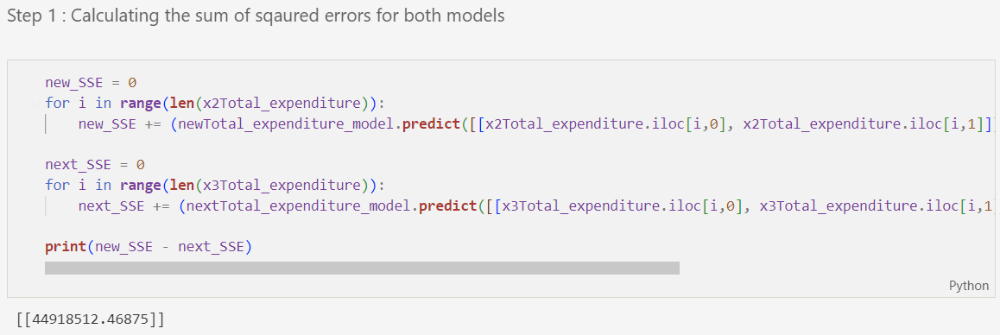 Step 1 : Calculating the sum of sqaured errors for both models
new_SSE = 0
for i in range(len(x2Total_expenditure)):
new_SSE += (newTotal_expenditure_model.predict([[x2Total_expenditure.iloc[i,0], x2Total_expenditure.iloc[i,1]]]
next_SSE = 0
for i in range(len(x3Total_expenditure)):
next_SSE += (nextTotal_expenditure_model.predict([[x3Total_expenditure.iloc[i,0], x3Total_expenditure.iloc[i,1
print(new_SSE - next_SSE)
Python
[[44918512.46875]]